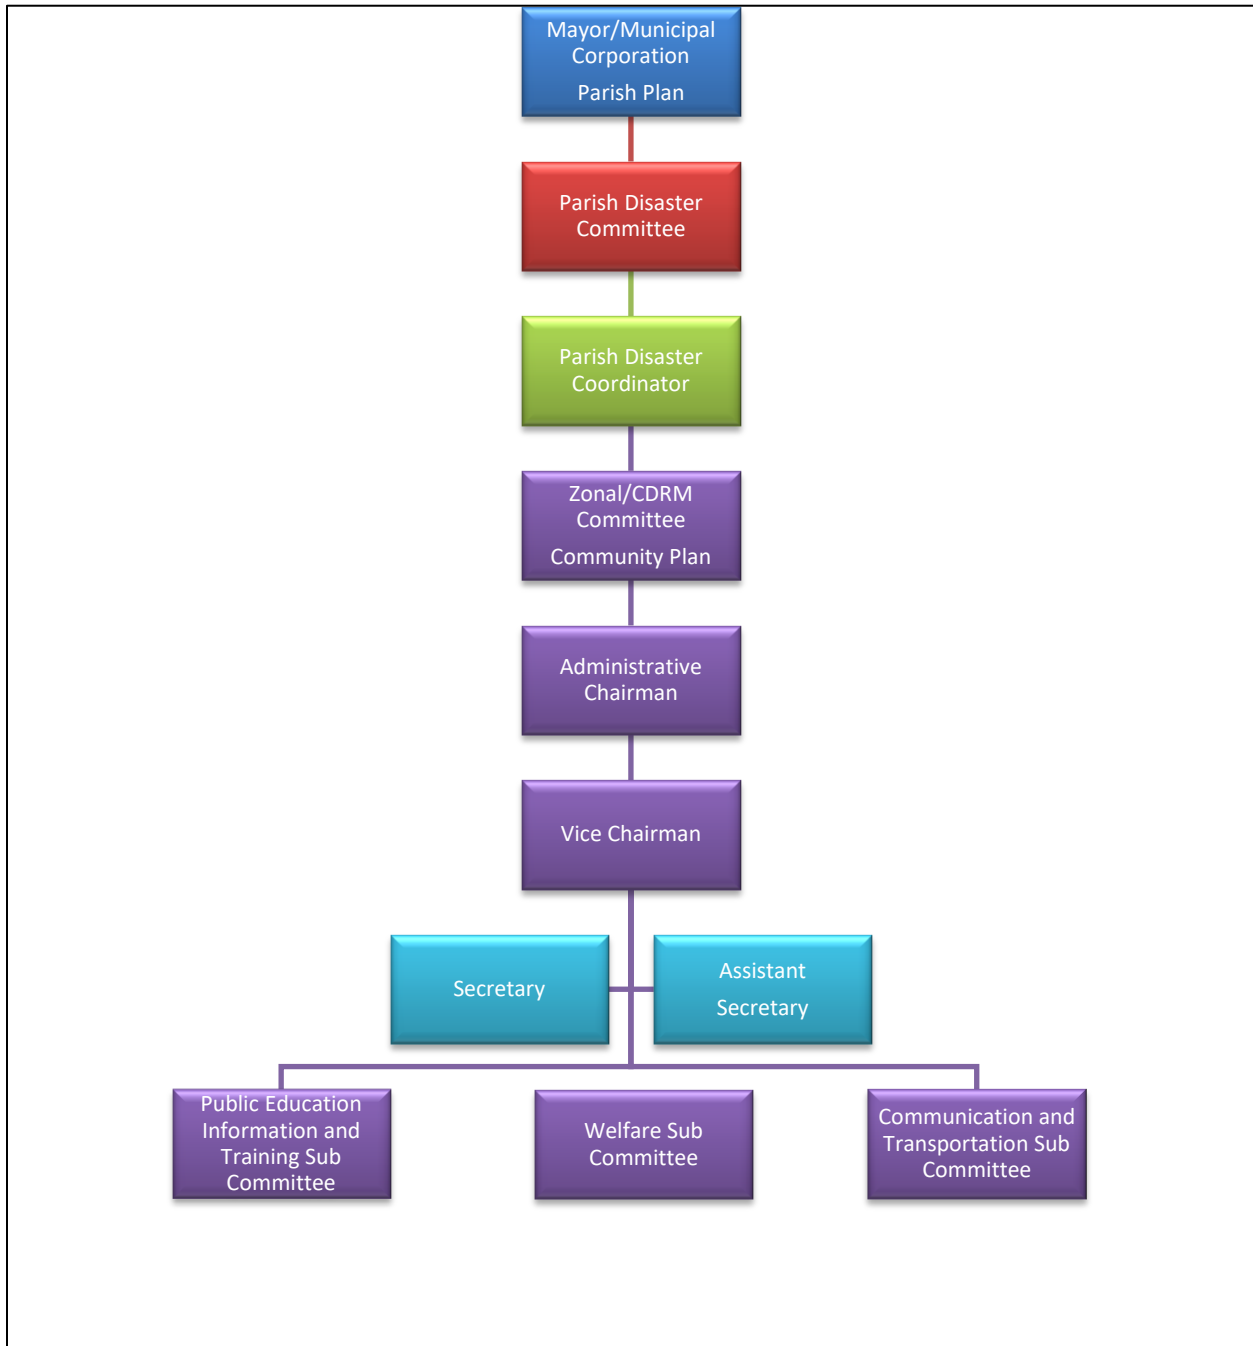 Mayor/Municipal
Corporation
Parish Plan
Parish Disaster
Committee
Parish Disaster
Coordinator
Zonal/CDRM
Committee
Community Plan
Administrative
Chairman
Vice Chairman
Secretary
Assistant
Secretary
Public Education
Information and
Training Sub
Committee
Welfare Sub
Committee
Communication and
Transportation Sub
Committee